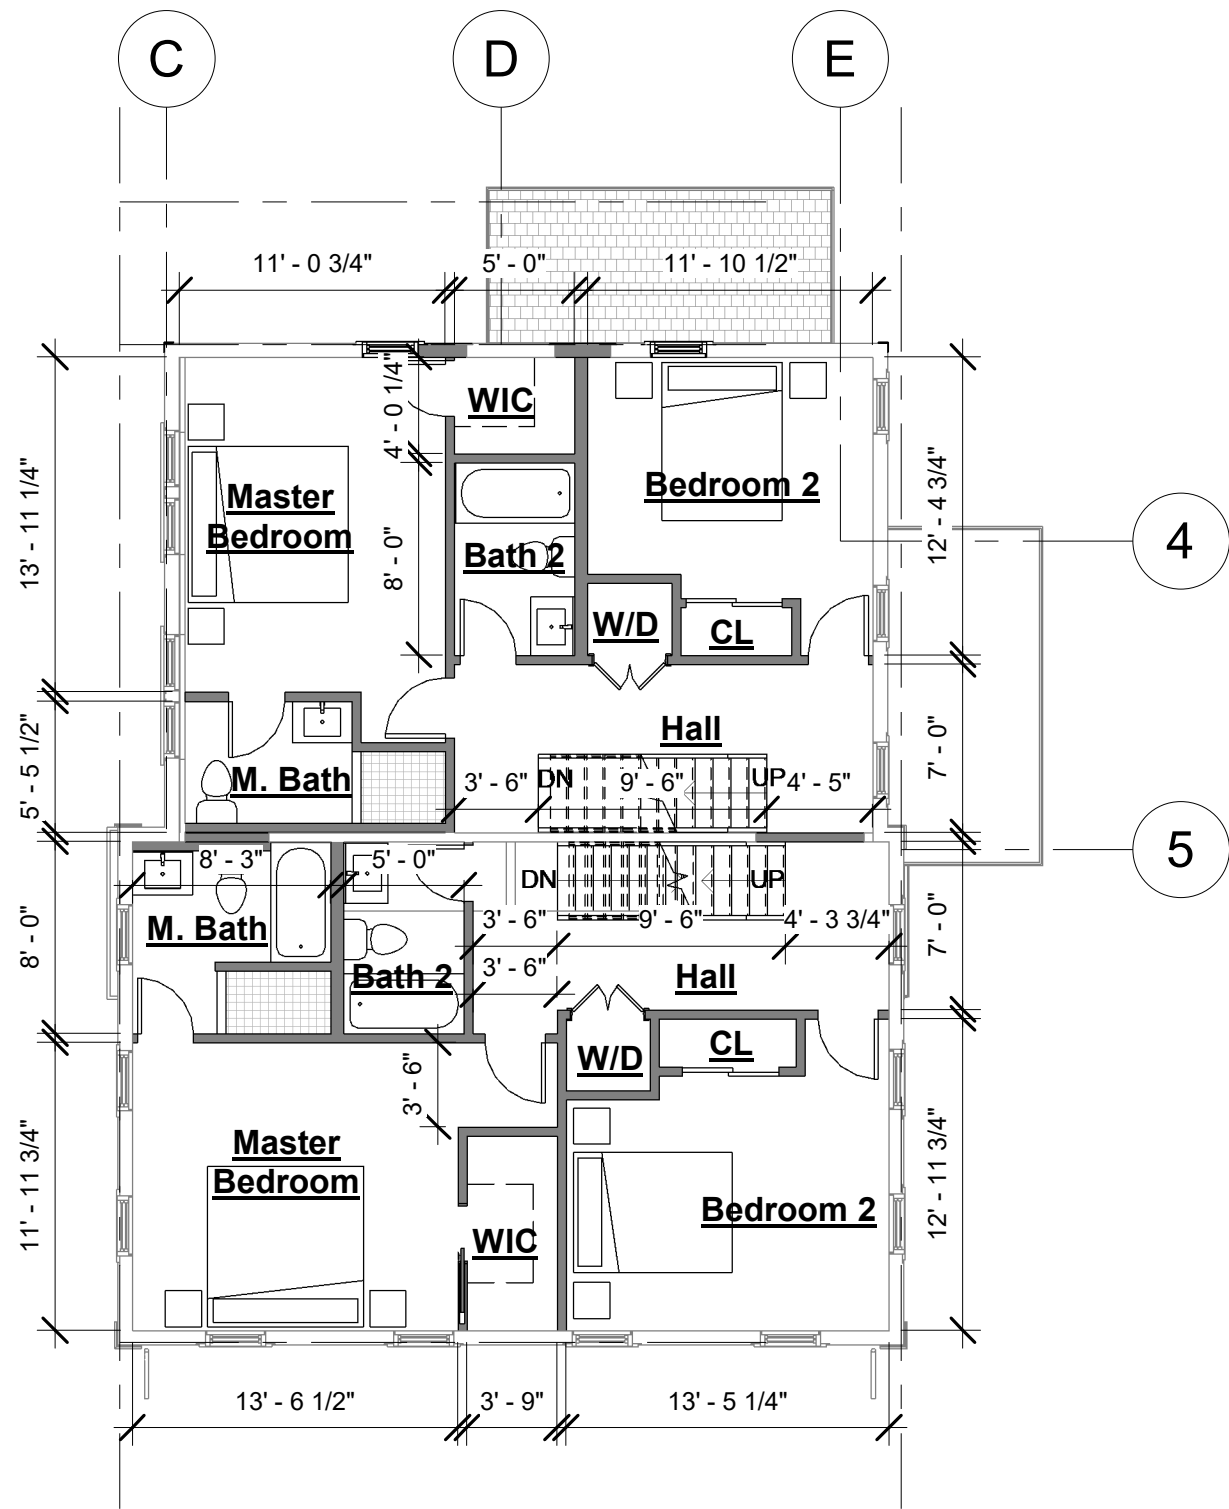 C
D
E
11' - 0 3/4"
5' - 0"
11' - 10 1/2"
4' - 0 1/4"
WIC
13' - 11 1/4"
Master
Bedroom
Bedroom 2
12' - 4 3/4"
4
8' - 0"
Bath 2
W/D
CL
Hall
5' - 5 1/2"
M. Bath
3' - 6"
DN
9' - 6"
UP
4' - 5"
7' - 0"
5
8' - 3"
5' - 0"
DN
UP
8' - 0"
M. Bath
3' - 6"
9' - 6"
4' - 3 3/4"
7' - 0"
Bath 2
3' - 6"
Hall
W/D
CL
3' - 6"
11' - 11 3/4"
Master
Bedroom
WIC
Bedroom 2
12' - 11 3/4"
13' - 6 1/2"
3' - 9"
13' - 5 1/4"